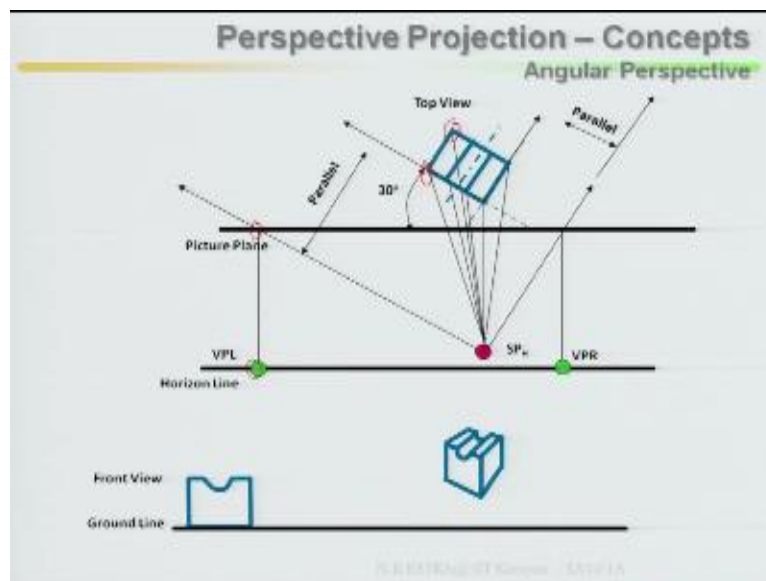 Perspective Projection – Concepts
Angular Perspective
Top View
Parallel
Parallel
30°
Picture Plane
VPL
SPH
VPR
Horizon Line
Front View
Ground Line